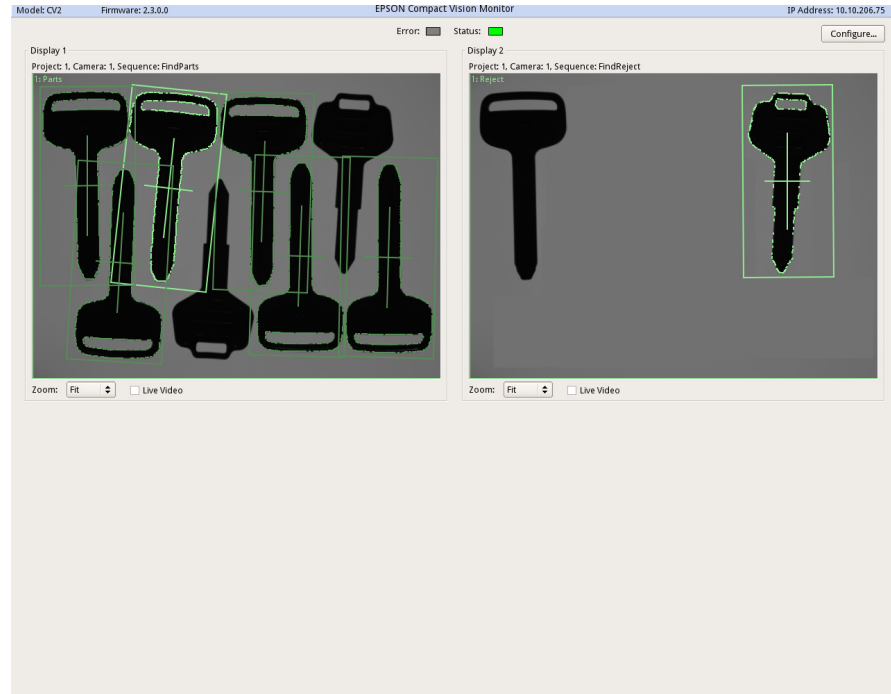 Model: CV2 Firmware: 2.3.0.0 EPSON Compact Vision Monitor IP Address: 10.10.206.75
Error: Status:
Configure...
Display 1
Project: 1, Camera: 1, Sequence: FindParts
1: Parts
Zoom: Fit Live Video
Display 2
Project: 1, Camera: 1, Sequence: FindReject
1: Reject
Zoom: Fit Live Video